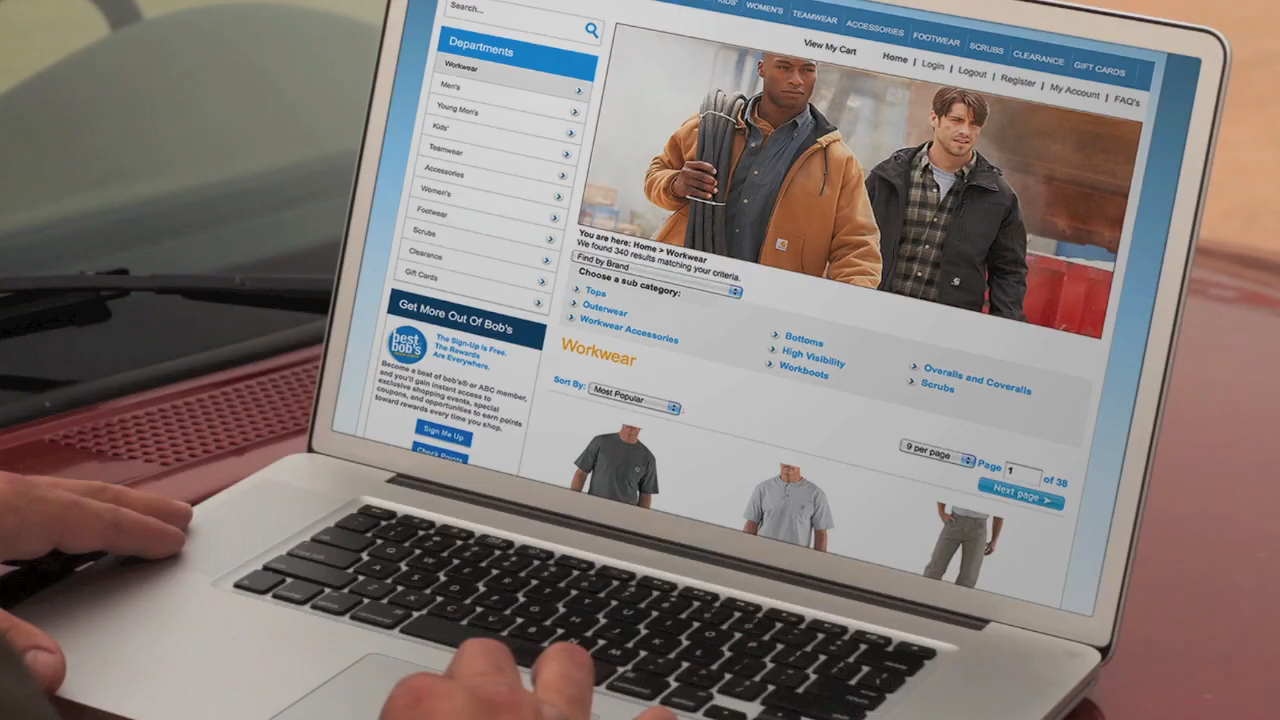 Search...
KIDS'
WOMEN'S
TEAMWEAR
ACCESSORIES
FOOTWEAR
SCRUBS
CLEARANCE
GIFT CARDS
View My Cart
Home | Login | Logout | Register | My Account | FAQ's
Departments
Workwear
Men's
Young Men's
Kids'
Teamwear
Accessories
Women's
Footwear
Scrubs
Clearance
Gift Cards
Get More Out Of Bob's
best
bob's
The Sign-Up Is Free.
The Rewards
Are Everywhere.
Become a best of bob's® or ABC member,
and you'll gain instant access to
exclusive shopping events, special
coupons, and opportunities to earn points
toward rewards every time you shop.
Sign Me Up
Check Points
You are here: Home > Workwear
We found 340 results matching your criteria.
Find by Brand
Choose a sub category:
Tops
Outerwear
Workwear Accessories
Bottoms
High Visibility
Workboots
Overalls and Coveralls
Scrubs
Workwear
Sort By: Most Popular
9 per page Page 1 of 38
Next page